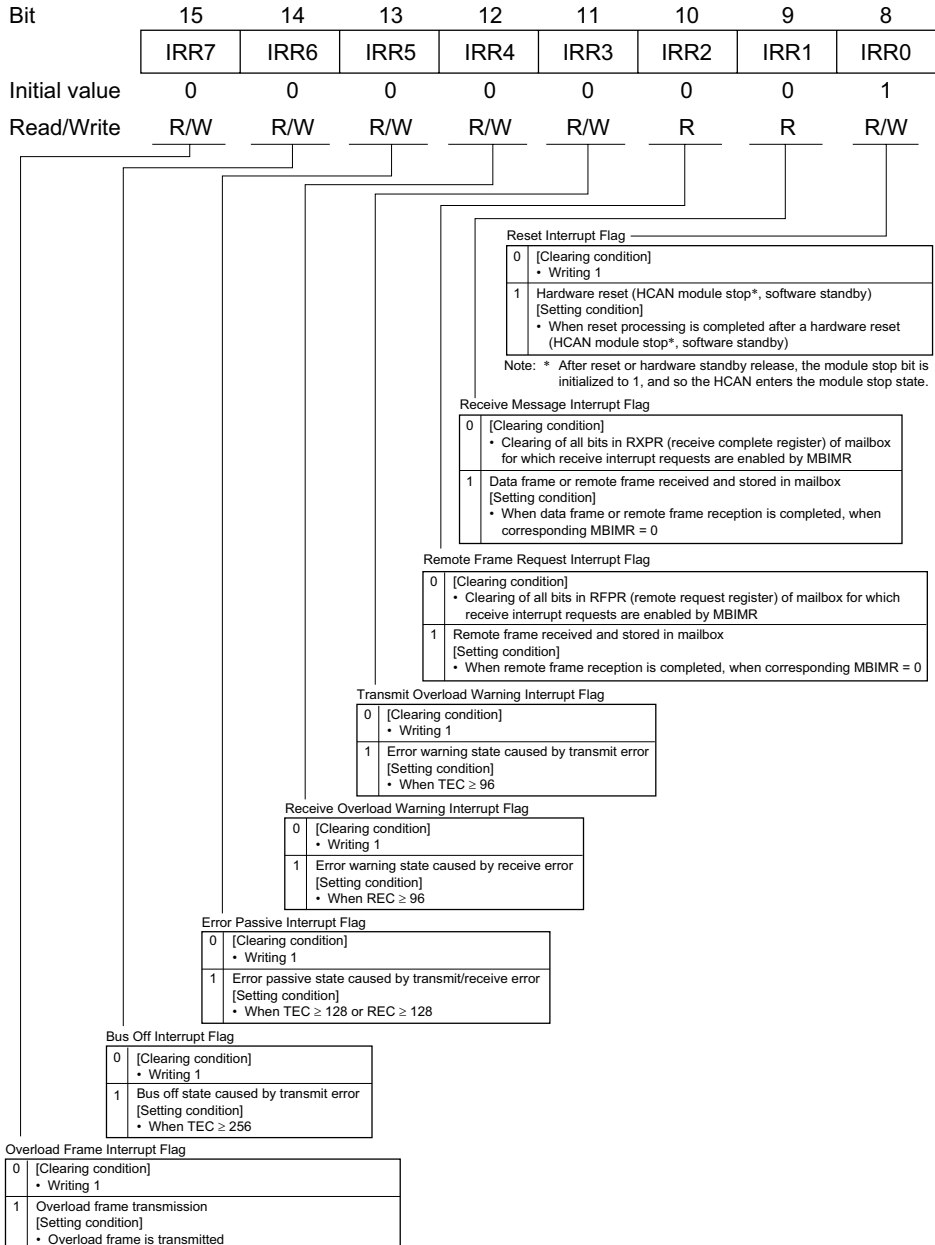 Bit 15 14 13 12 11 10 9 8
IRR7 IRR6 IRR5 IRR4 IRR3 IRR2 IRR1 IRR0
Initial value 0 0 0 0 0 0 0 1
Read/Write R/W R/W R/W R/W R/W R R R/W
Reset Interrupt Flag
0 [Clearing condition]
• Writing 1
1 Hardware reset (HCAN module stop*, software standby)
[Setting condition]
• When reset processing is completed after a hardware reset
(HCAN module stop*, software standby)
Note: * After reset or hardware standby release, the module stop bit is
initialized to 1, and so the HCAN enters the module stop state.
Receive Message Interrupt Flag
0 [Clearing condition]
• Clearing of all bits in RXPR (receive complete register) of mailbox
for which receive interrupt requests are enabled by MBIMR
1 Data frame or remote frame received and stored in mailbox
[Setting condition]
• When data frame or remote frame reception is completed, when
corresponding MBIMR = 0
Remote Frame Request Interrupt Flag
0 [Clearing condition]
• Clearing of all bits in RFPR (remote request register) of mailbox for which
receive interrupt requests are enabled by MBIMR
1 Remote frame received and stored in mailbox
[Setting condition]
• When remote frame reception is completed, when corresponding MBIMR = 0
Transmit Overload Warning Interrupt Flag
0 [Clearing condition]
• Writing 1
1 Error warning state caused by transmit error
[Setting condition]
• When TEC ≥ 96
Receive Overload Warning Interrupt Flag
0 [Clearing condition]
• Writing 1
1 Error warning state caused by receive error
[Setting condition]
• When REC ≥ 96
Error Passive Interrupt Flag
0 [Clearing condition]
• Writing 1
1 Error passive state caused by transmit/receive error
[Setting condition]
• When TEC ≥ 128 or REC ≥ 128
Bus Off Interrupt Flag
0 [Clearing condition]
• Writing 1
1 Bus off state caused by transmit error
[Setting condition]
• When TEC ≥ 256
Overload Frame Interrupt Flag
0 [Clearing condition]
• Writing 1
1 Overload frame transmission
[Setting condition]
• Overload frame is transmitted